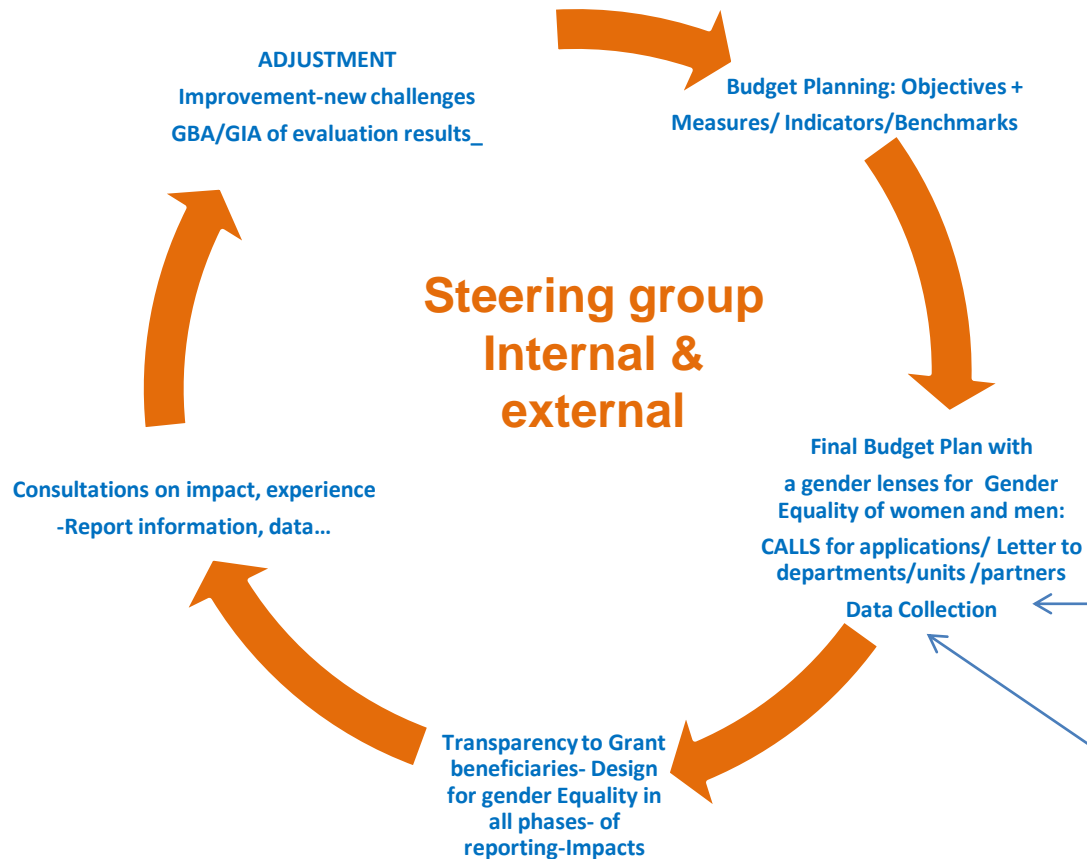 ADJUSTMENT
Improvement-new challenges
GBA/GIA of evaluation results_
Budget Planning: Objectives +
Measures/ Indicators/Benchmarks
Steering group
Internal &
external
Final Budget Plan with
a gender lenses for Gender
Equality of women and men:
CALLS for applications/ Letter to
departments/units /partners
Data Collection
Consultations on impact, experience
-Report information, data…
Transparency to Grant
beneficiaries- Design
for gender Equality in
all phases- of
reporting-Impacts